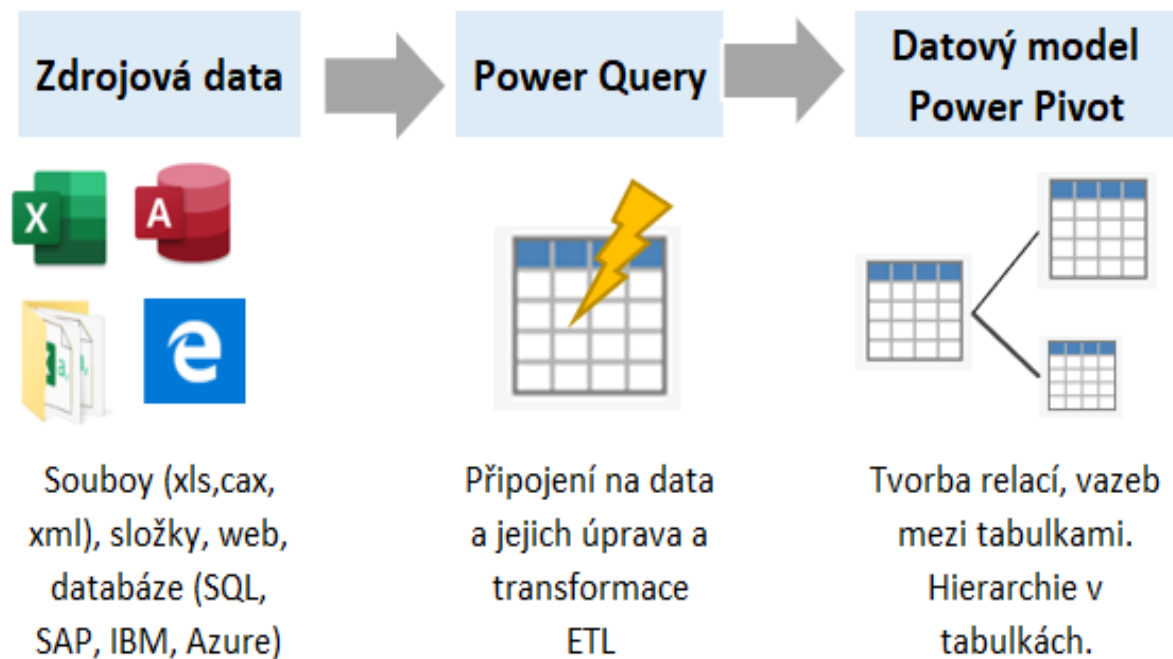 Zdrojová data
Power Query
Datový model
Power Pivot
X
A
X a,
e
Souboy (xls,cax,
xml), složky, web,
databáze (SQL,
SAP, IBM, Azure)
Připojení na data
a jejich úprava a
transformace
ETL
Tvorba relací, vazeb
mezi tabulkami.
Hierarchie v
tabulkách.